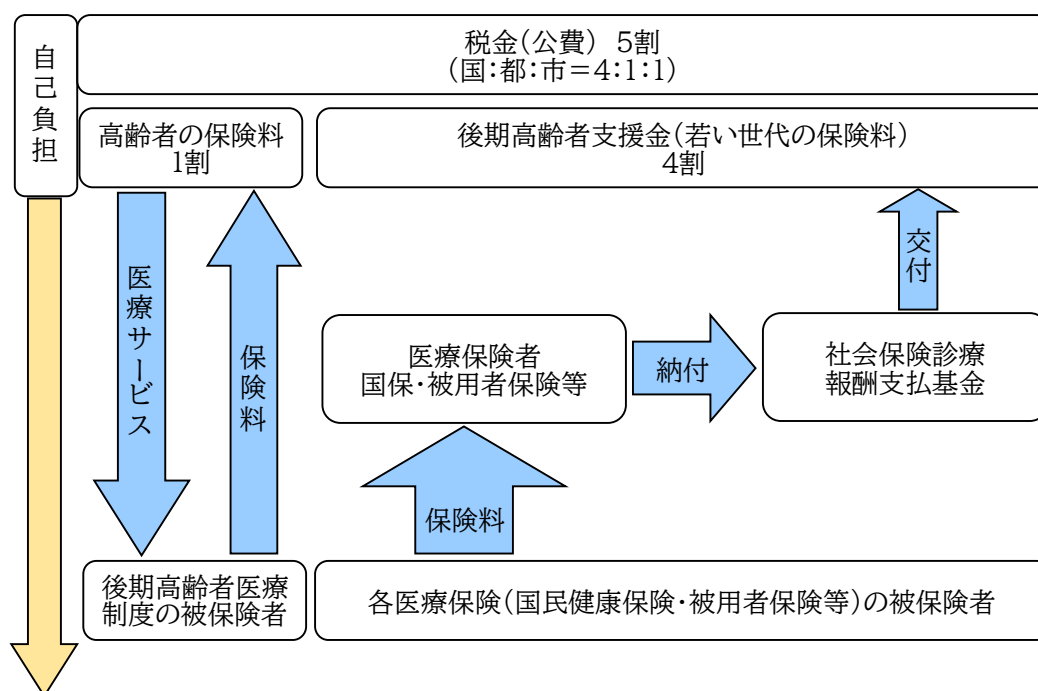 自己負担
税金(公費) 5割
(国:都:市=4:1:1)
高齢者の保険料
1割
後期高齢者支援金(若い世代の保険料)
4割
医療サービス
保険料
交付
医療保険者
国保・被用者保険等
納付
社会保険診療
報酬支払基金
保険料
後期高齢者医療
制度の被保険者
各医療保険(国民健康保険・被用者保険等)の被保険者